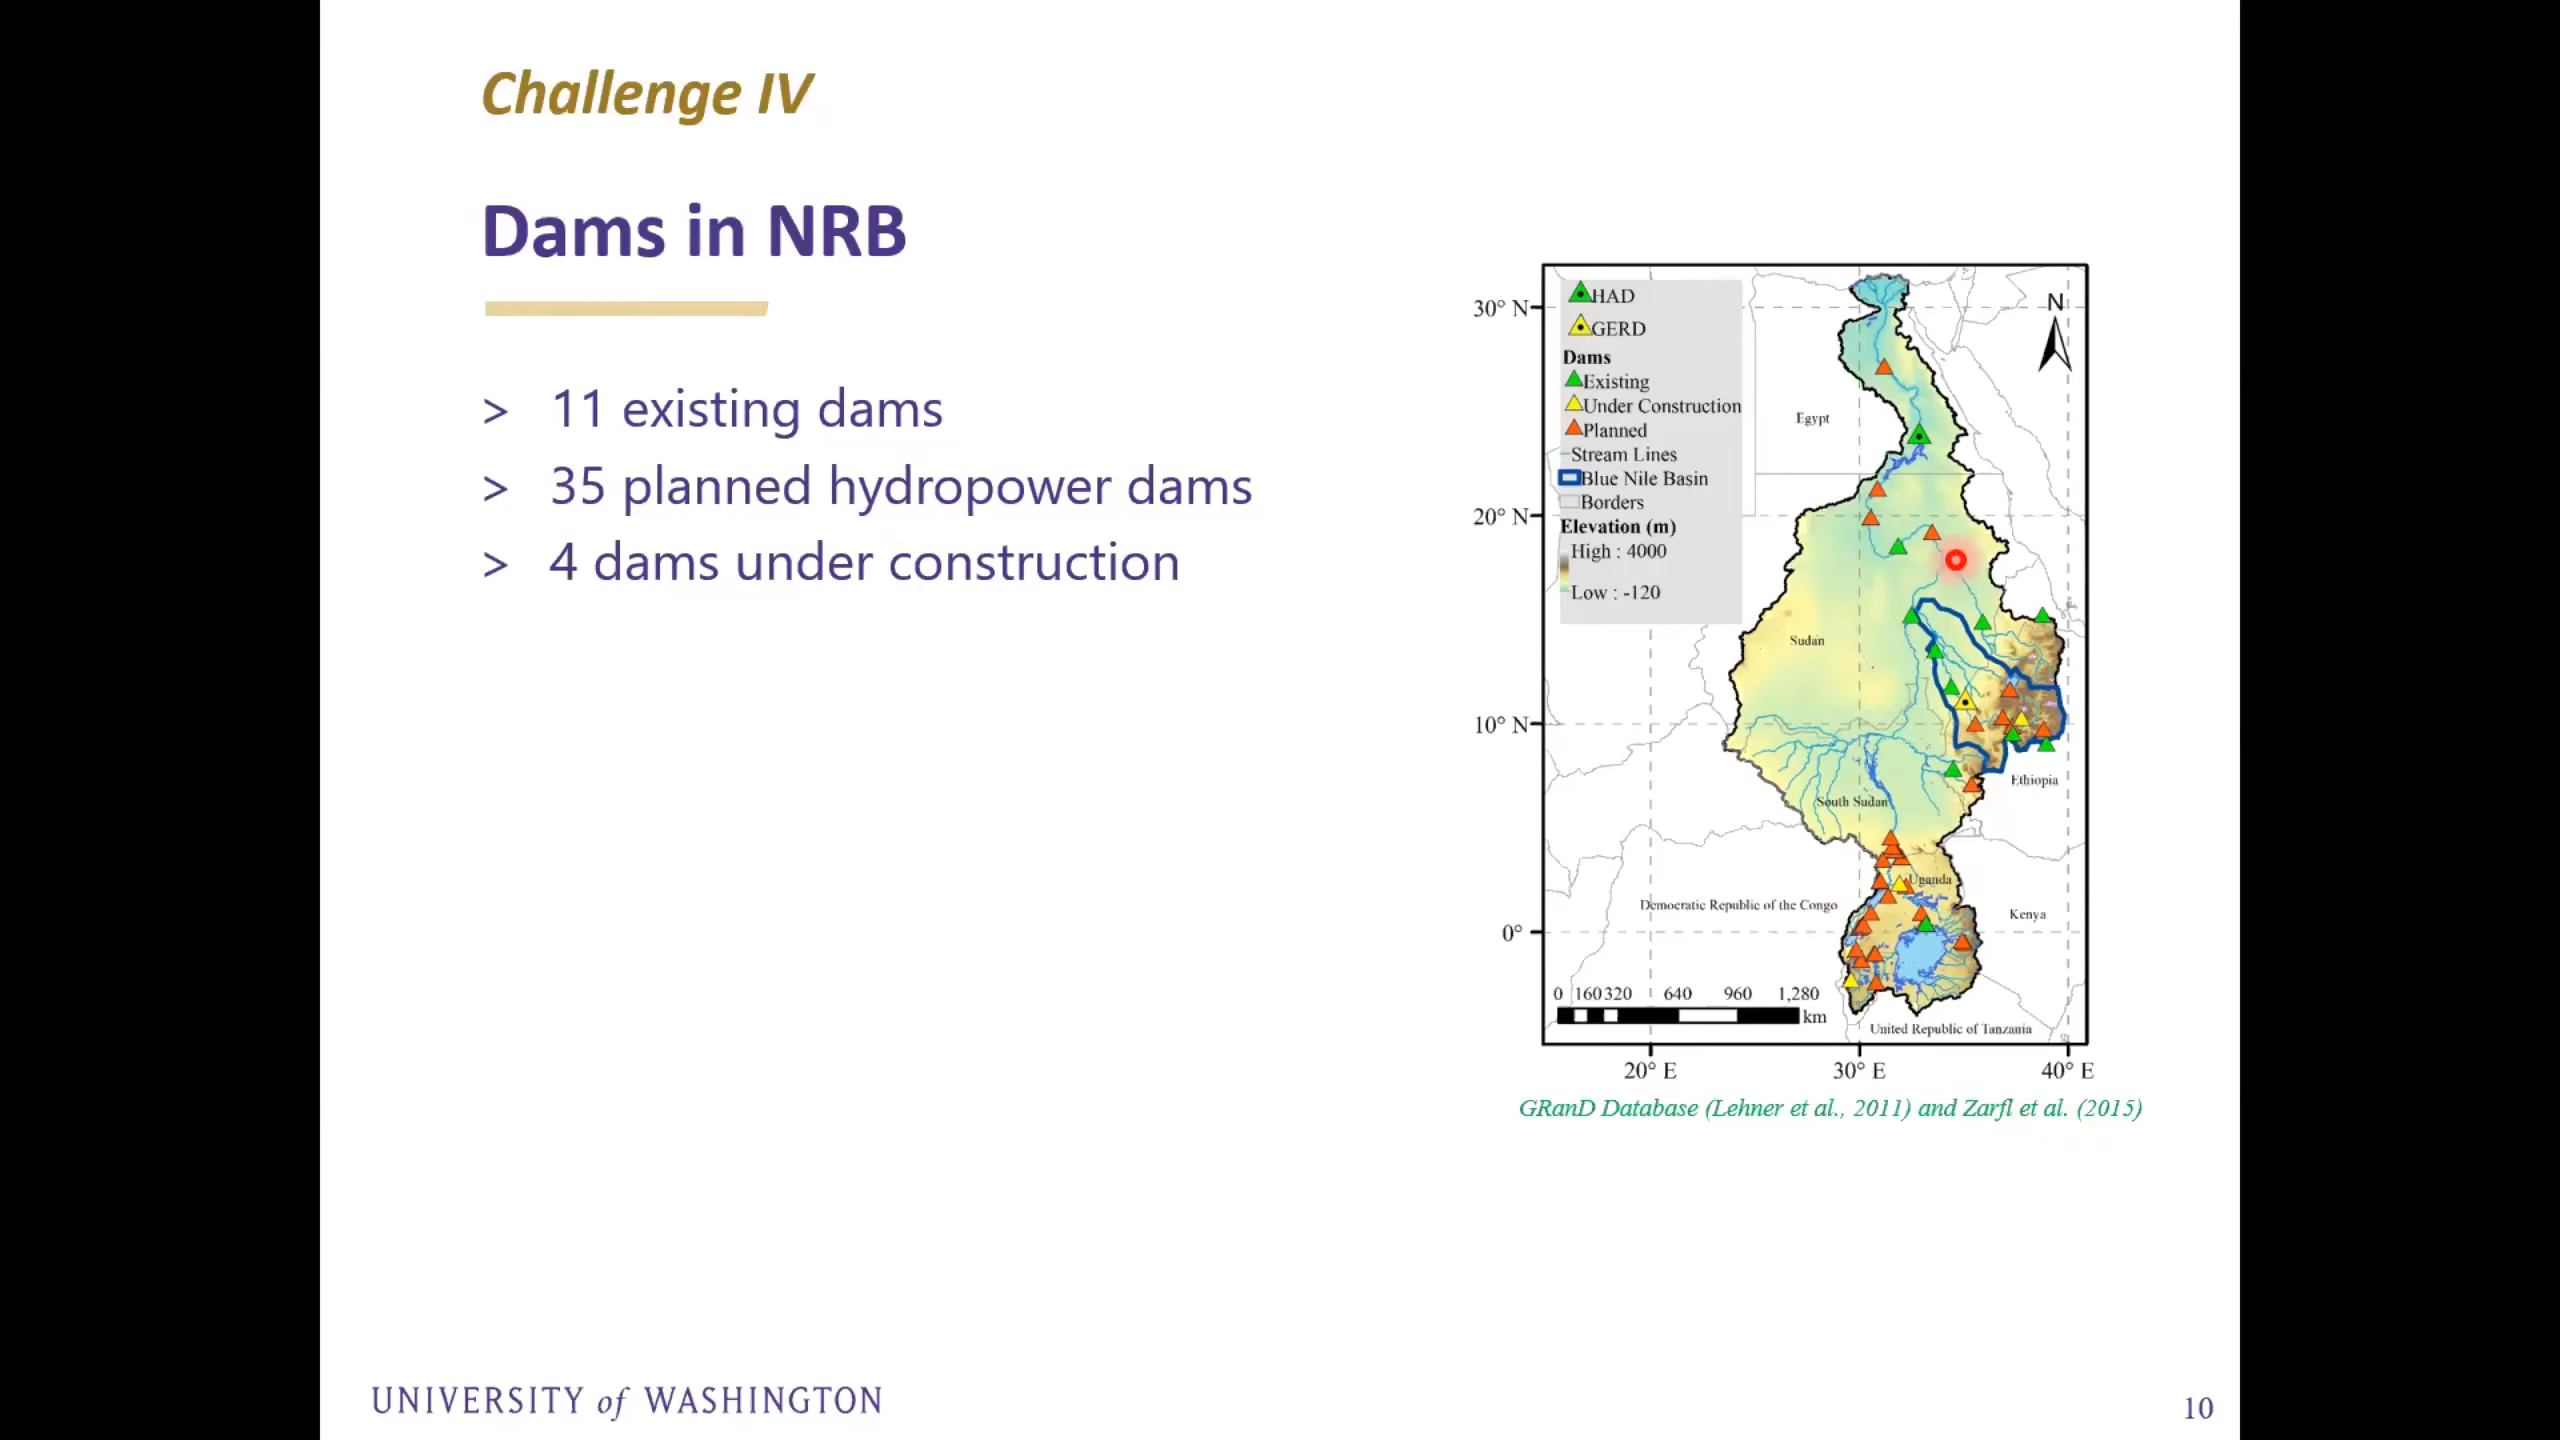 Challenge IV
Dams in NRB
> 11 existing dams
> 35 planned hydropower dams
> 4 dams under construction
HAD
GERD
Dams
Existing
Under Construction
Planned
Stream Lines
Blue Nile Basin
Borders
Elevation (m)
High : 4000
Low : -120
N
30° N
20° N
10° N
0°
Egypt
Sudan
South Sudan
Ethiopia
Uganda
Democratic Republic of the Congo
Kenya
United Republic of Tanzania
0 160 320 640 960 1,280
km
20° E 30° E 40° E
GRanD Database (Lehner et al., 2011) and Zarfl et al. (2015)
UNIVERSITY of WASHINGTON
10